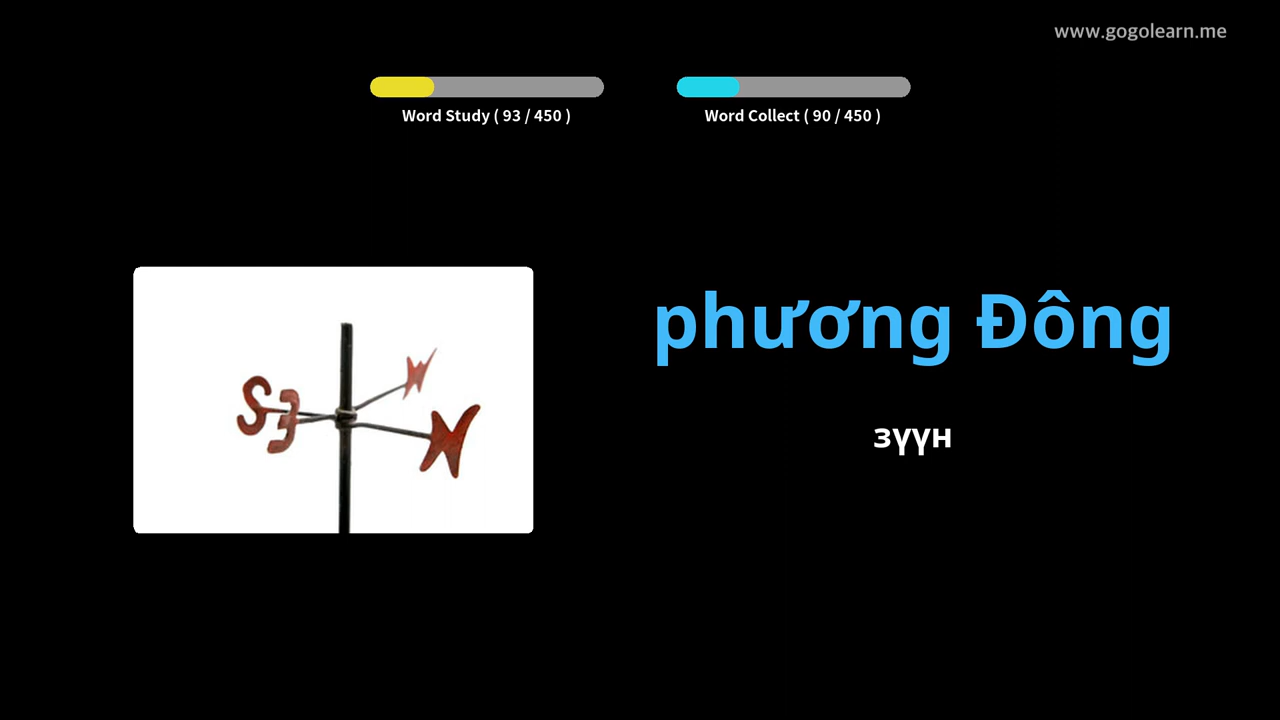 www.gogolearn.me
Word Study ( 93 / 450 )
Word Collect ( 90 / 450 )
phương Đông
зүүн
S E N